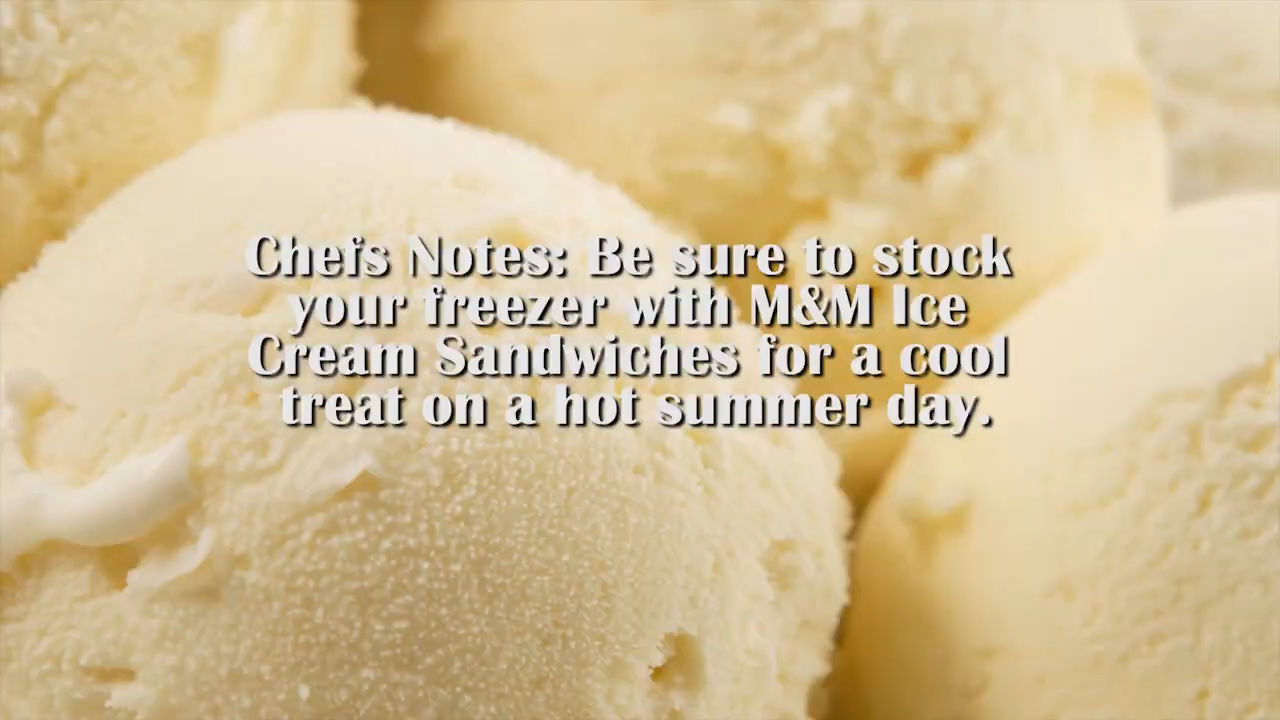 Chefs Notes: Be sure to stock
your freezer with M&M Ice
Cream Sandwiches for a cool
treat on a hot summer day.